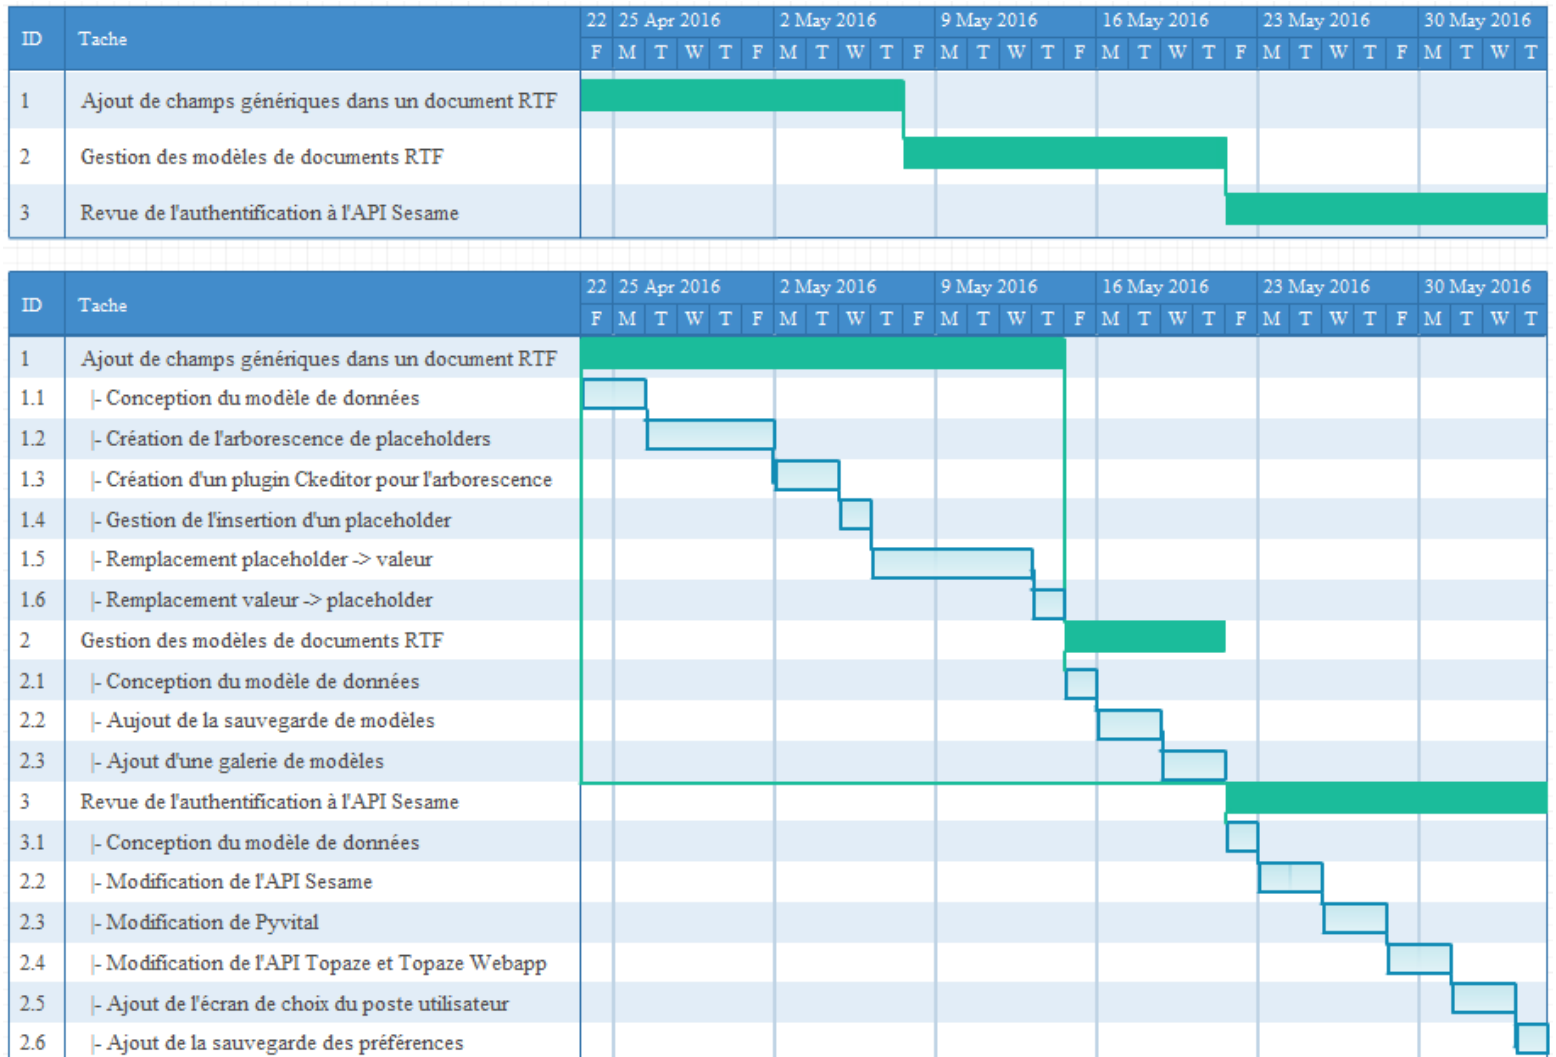 ID Tache 22 25 Apr 2016 2 May 2016 9 May 2016 16 May 2016 23 May 2016 30 May 2016
F M T W T F M T W T F M T W T F M T W T F M T W T F M T W T
1 Ajout de champs génériques dans un document RTF
2 Gestion des modèles de documents RTF
3 Revue de l'authentification à l'API Sesame
ID Tache 22 25 Apr 2016 2 May 2016 9 May 2016 16 May 2016 23 May 2016 30 May 2016
F M T W T F M T W T F M T W T F M T W T F M T W T F M T W T
1 Ajout de champs génériques dans un document RTF
1.1 |- Conception du modèle de données
1.2 |- Création de l'arborescence de placeholders
1.3 |- Création d'un plugin Ckeditor pour l'arborescence
1.4 |- Gestion de l'insertion d'un placeholder
1.5 |- Remplacement placeholder -> valeur
1.6 |- Remplacement valeur -> placeholder
2 Gestion des modèles de documents RTF
2.1 |- Conception du modèle de données
2.2 |- Aujout de la sauvegarde de modèles
2.3 |- Ajout d'une galerie de modèles
3 Revue de l'authentification à l'API Sesame
3.1 |- Conception du modèle de données
2.2 |- Modification de l'API Sesame
2.3 |- Modification de Pyvital
2.4 |- Modification de l'API Topaze et Topaze Webapp
2.5 |- Ajout de l'écran de choix du poste utilisateur
2.6 |- Ajout de la sauvegarde des préférences